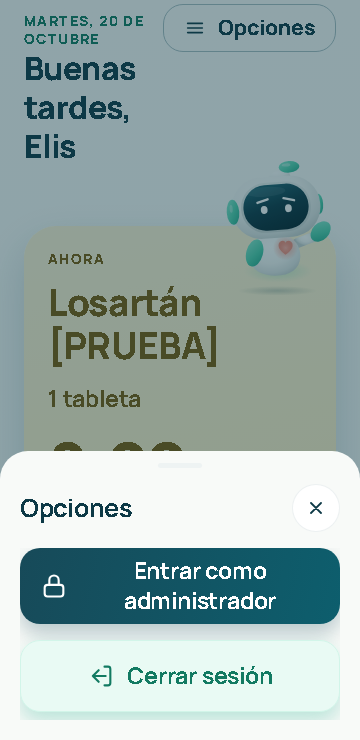 MARTES, 20 DE
OCTUBRE
Opciones
Buenas
tardes,
Elis
AHORA
Losartán
[PRUEBA]
1 tableta
Opciones
Entrar como
administrador
Cerrar sesión